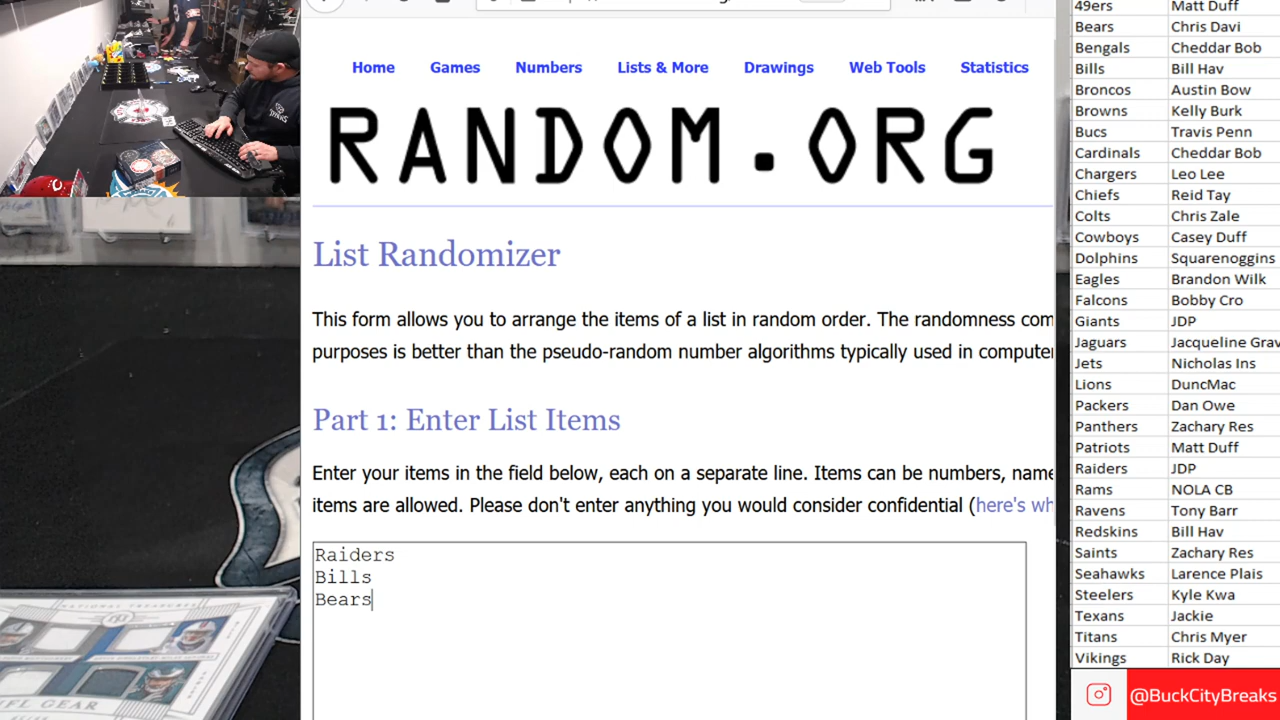 Home Games Numbers Lists & More Drawings Web Tools Statistics
RANDOM.ORG
List Randomizer
This form allows you to arrange the items of a list in random order. The randomness com
purposes is better than the pseudo-random number algorithms typically used in computer
Part 1: Enter List Items
Enter your items in the field below, each on a separate line. Items can be numbers, name
items are allowed. Please don't enter anything you would consider confidential (here's wh
Raiders
Bills
Bears
49ers Matt Duff
Bears Chris Davi
Bengals Cheddar Bob
Bills Bill Hav
Broncos Austin Bow
Browns Kelly Burk
Bucs Travis Penn
Cardinals Cheddar Bob
Chargers Leo Lee
Chiefs Reid Tay
Colts Chris Zale
Cowboys Casey Duff
Dolphins Squarenoggins
Eagles Brandon Wilk
Falcons Bobby Cro
Giants JDP
Jaguars Jacqueline Grav
Jets Nicholas Ins
Lions DuncMac
Packers Dan Owe
Panthers Zachary Res
Patriots Matt Duff
Raiders JDP
Rams NOLA CB
Ravens Tony Barr
Redskins Bill Hav
Saints Zachary Res
Seahawks Larence Plais
Steelers Kyle Kwa
Texans Jackie
Titans Chris Myer
Vikings Rick Day
@BuckCityBreaks
NATIONAL TREASURES
NFL GEAR